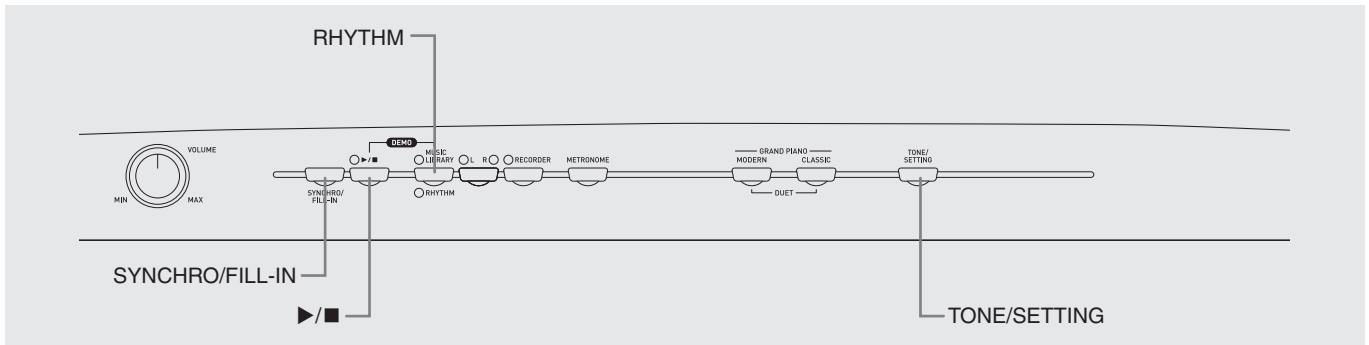 RHYTHM
DEMO
VOLUME
MIN
MAX
▶/■
MUSIC
LIBRARY
L R
RECORDER
METRONOME
GRAND PIANO
MODERN
CLASSIC
TONE/
SETTING
SYNCHRO/
FILL-IN
RHYTHM
DUET
SYNCHRO/FILL-IN
▶/■
TONE/SETTING